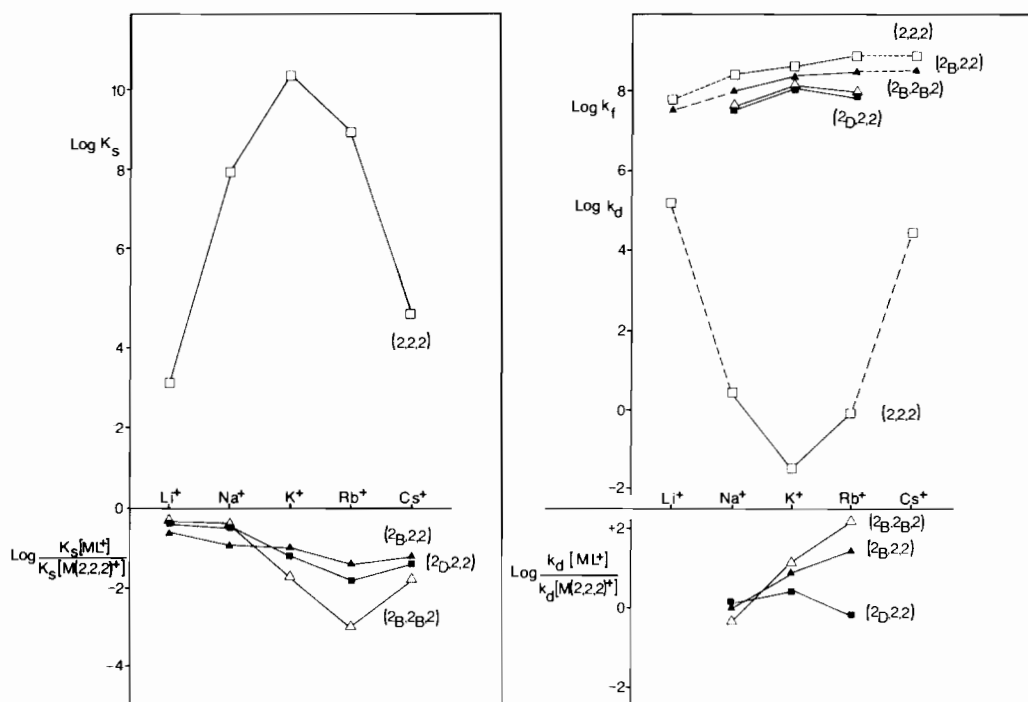 10
Log K_s
8
6
4
(2,2,2)
2
0
Li⁺ Na⁺ K⁺ Rb⁺ Cs⁺
0
-2
-4
Log K_s[ML⁺]
K_s[M(2,2,2)⁺]
(2_B,2,2)
(2_D,2,2)
(2_B,2_B,2)
Log k_f
8
(2,2,2)
(2_B,2,2)
(2_B,2_B,2)
(2_D,2,2)
6
Log k_d
4
2
0
(2,2,2)
-2
Li⁺ Na⁺ K⁺ Rb⁺ Cs⁺
+2
0
-2
Log k_d [ML⁺]
k_d[M(2,2,2)⁺]
(2_B,2_B,2)
(2_B,2,2)
(2_D,2,2)